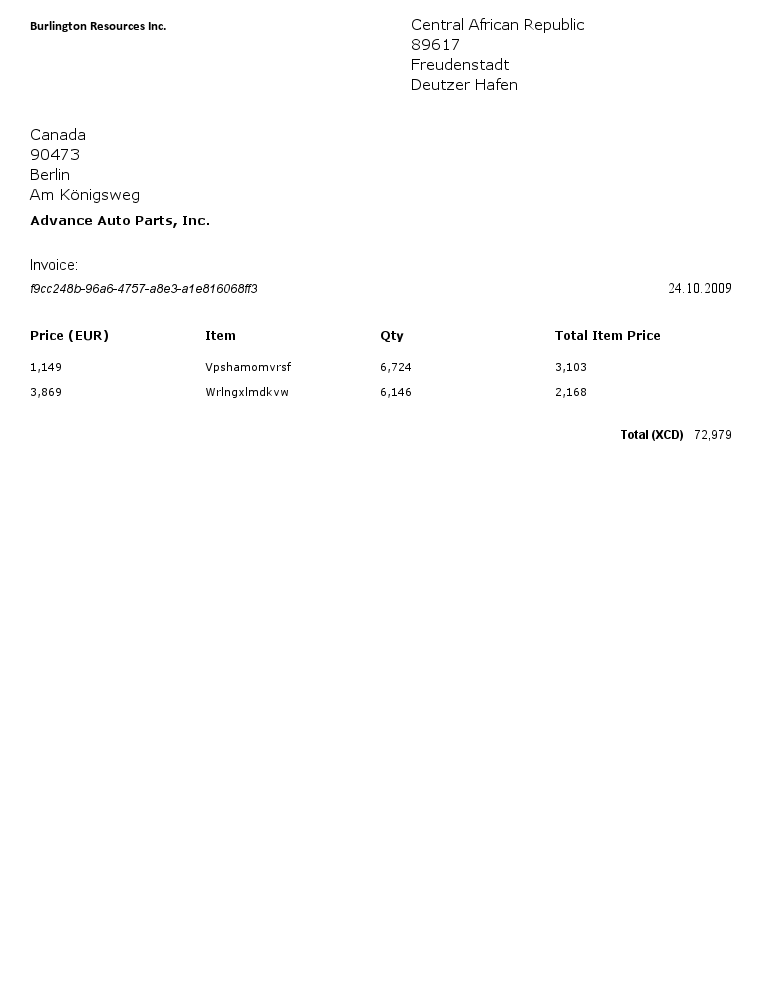 Burlington Resources Inc.
Central African Republic
89617
Freudenstadt
Deutzer Hafen
Canada
90473
Berlin
Am Königsweg
Advance Auto Parts, Inc.
Invoice:
f9cc248b-96a6-4757-a8e3-a1e816068ff3 24.10.2009
Price (EUR) Item Qty Total Item Price
1,149 Vpshamomvrsf 6,724 3,103
3,869 Wrlngxlmdkvw 6,146 2,168
Total (XCD) 72,979